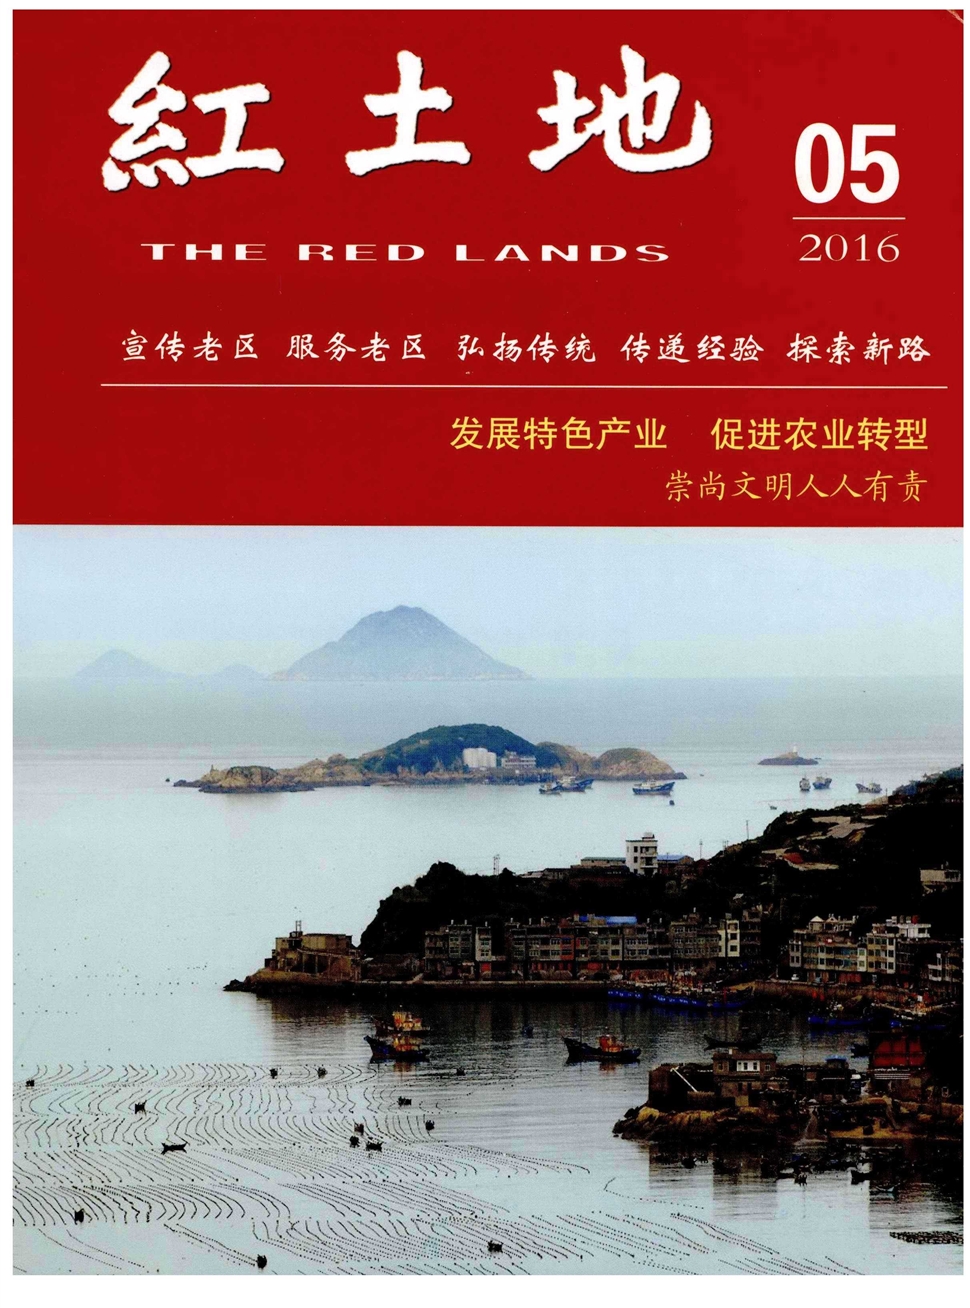 紅土地
05
THE RED LANDS
2016
宣传老区 服务老区 弘扬传统 传递经验 探索新路
发展特色产业 促进农业转型
崇尚文明人人有责